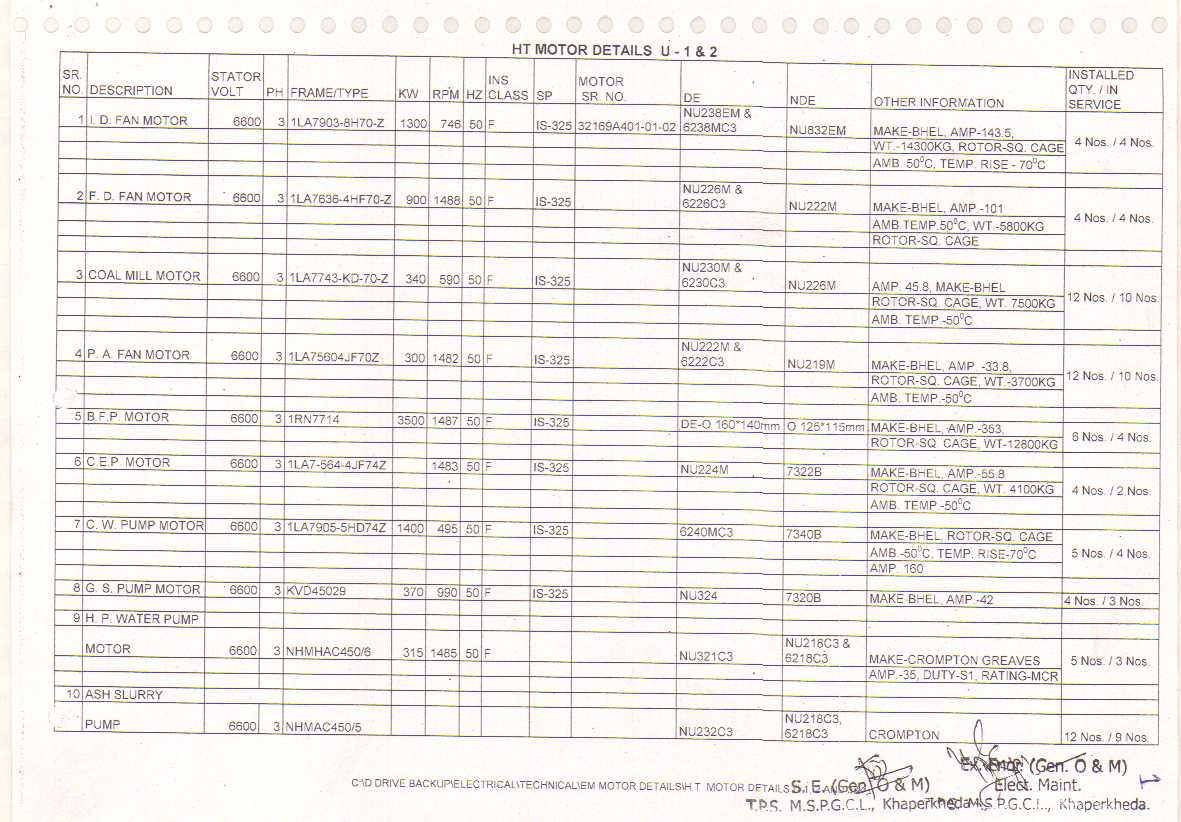 HT MOTOR DETAILS U - 1 & 2
SR. NO. DESCRIPTION STATOR VOLT PH FRAME/TYPE KW RPM HZ INS CLASS SP MOTOR SR. NO. DE NDE OTHER INFORMATION INSTALLED QTY. / IN SERVICE
1 I. D. FAN MOTOR 6600 3 1LA7903-8H70-Z 1300 746 50 F IS-325 32169A401-01-02 NU238EM & 6238MC3 NU832EM MAKE-BHEL, AMP-143.5, 4 Nos. / 4 Nos.
WT.-14300KG, ROTOR-SQ. CAGE
AMB. 50⁰C, TEMP. RISE - 70⁰C
2 F. D. FAN MOTOR 6600 3 1LA7636-4HF70-Z 900 1488 50 F IS-325 NU226M & 6226C3 NU222M MAKE-BHEL, AMP.-101 4 Nos. / 4 Nos.
AMB.TEMP.50⁰C, WT.-5800KG
ROTOR-SQ. CAGE
3 COAL MILL MOTOR 6600 3 1LA7743-KD-70-Z 340 590 50 F IS-325 NU230M & 6230C3 NU226M AMP. 45.8, MAKE-BHEL 12 Nos. / 10 Nos.
ROTOR-SQ. CAGE, WT. 7500KG
AMB. TEMP.-50⁰C
4 P. A. FAN MOTOR 6600 3 1LA75604JF70Z 300 1482 50 F IS-325 NU222M & 6222C3 NU219M MAKE-BHEL, AMP. -33.8, 12 Nos. / 10 Nos.
ROTOR-SQ. CAGE, WT.-3700KG
AMB. TEMP.-50⁰C
5 B.F.P. MOTOR 6600 3 1RN7714 3500 1487 50 F IS-325 DE-O 160*140mm O 125*115mm MAKE-BHEL, AMP.-353, 6 Nos. / 4 Nos.
ROTOR-SQ. CAGE, WT-12800KG
6 C.E.P. MOTOR 6600 3 1LA7-564-4JF74Z 1483 50 F IS-325 NU224M 7322B MAKE-BHEL, AMP.-55.8 4 Nos. / 2 Nos.
ROTOR-SQ. CAGE, WT. 4100KG
AMB. TEMP.-50⁰C
7 C. W. PUMP MOTOR 6600 3 1LA7905-5HD74Z 1400 495 50 F IS-325 6240MC3 7340B MAKE-BHEL, ROTOR-SQ. CAGE 5 Nos. / 4 Nos.
AMB.-50⁰C, TEMP. RISE-70⁰C
AMP. 160
8 G. S. PUMP MOTOR 6600 3 KVD45029 370 990 50 F IS-325 NU324 7320B MAKE-BHEL, AMP.-42 4 Nos. / 3 Nos.
9 H. P. WATER PUMP
MOTOR 6600 3 NHMHAC450/6 315 1485 50 F NU321C3 NU218C3 & 6218C3 MAKE-CROMPTON GREAVES 5 Nos. / 3 Nos.
AMP.-35, DUTY-S1, RATING-MCR
10 ASH SLURRY
PUMP 6600 3 NHMAC450/5 NU232C3 NU218C3, 6218C3 CROMPTON 12 Nos. / 9 Nos.
C:\D DRIVE BACKUP\ELECTRICAL\TECHNICAL\EM MOTOR DETAILS\H T MOTOR DETAILS
S. E. (Gen. O & M)
T.P.S. M.S.P.G.C.L., Khaperkheda
Ex. Engr. (Gen. O & M)
Elect. Maint.
M.S.P.G.C.L., Khaperkheda.